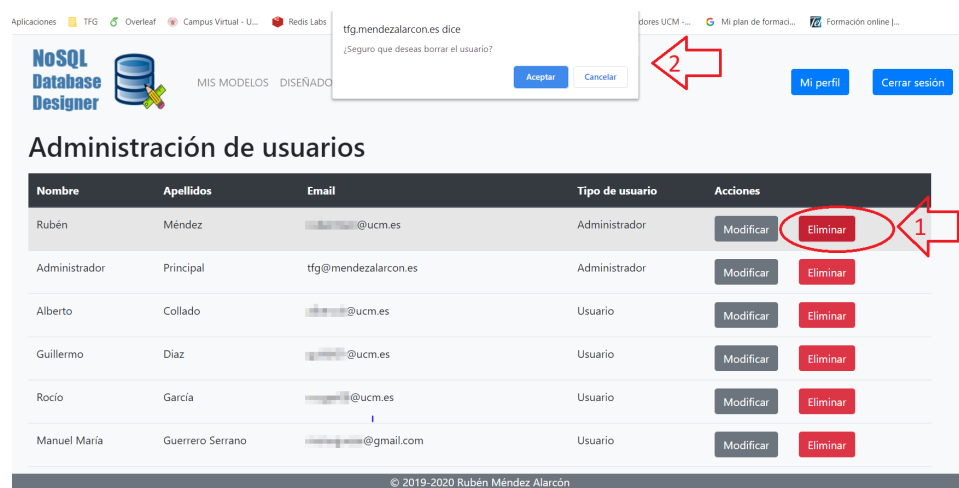 Aplicaciones TFG Overleaf Campus Virtual - U... Redis Labs dores UCM -... Mi plan de formaci... Formación online |...
tfg.mendezalarcon.es dice
¿Seguro que deseas borrar el usuario?
Aceptar Cancelar
2
NoSQL
Database
Designer
MIS MODELOS DISEÑADO
Mi perfil Cerrar sesión
Administración de usuarios
Nombre Apellidos Email Tipo de usuario Acciones
Rubén Méndez @ucm.es Administrador Modificar Eliminar
1
Administrador Principal tfg@mendezalarcon.es Administrador Modificar Eliminar
Alberto Collado @ucm.es Usuario Modificar Eliminar
Guillermo Diaz @ucm.es Usuario Modificar Eliminar
Rocío García @ucm.es Usuario Modificar Eliminar
Manuel María Guerrero Serrano @gmail.com Usuario Modificar Eliminar
© 2019-2020 Rubén Méndez Alarcón